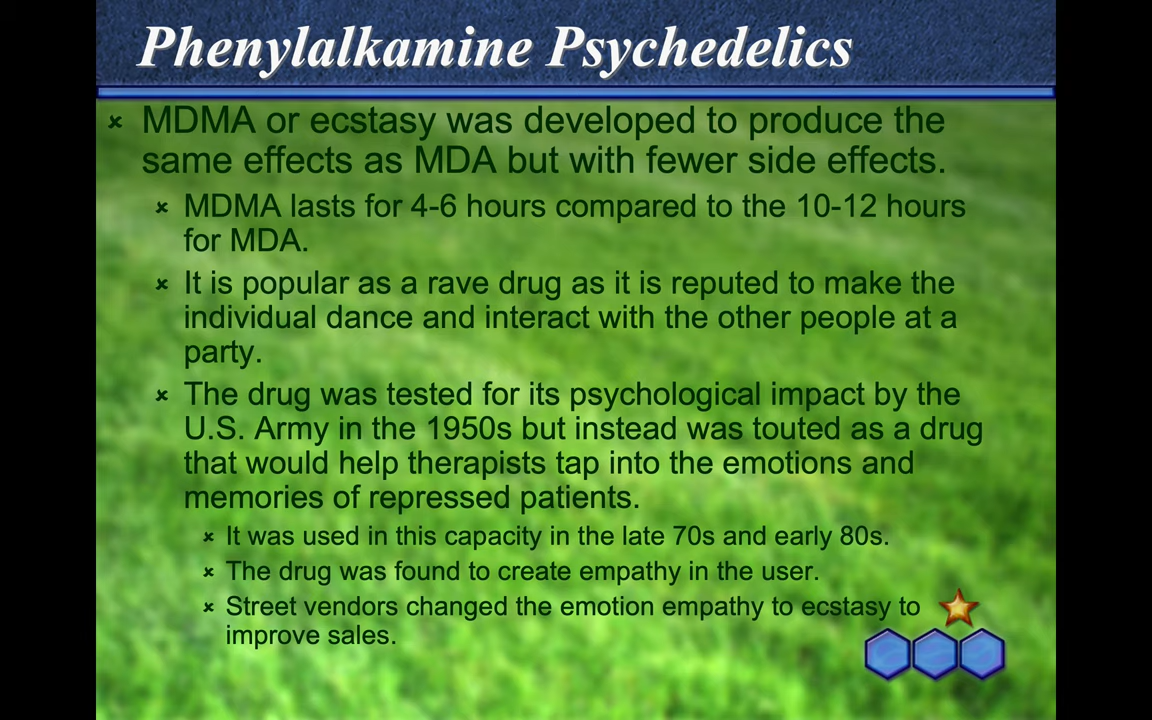 Phenylalkamine Psychedelics
MDMA or ecstasy was developed to produce the
same effects as MDA but with fewer side effects.
MDMA lasts for 4-6 hours compared to the 10-12 hours
for MDA.
It is popular as a rave drug as it is reputed to make the
individual dance and interact with the other people at a
party.
The drug was tested for its psychological impact by the
U.S. Army in the 1950s but instead was touted as a drug
that would help therapists tap into the emotions and
memories of repressed patients.
It was used in this capacity in the late 70s and early 80s.
The drug was found to create empathy in the user.
Street vendors changed the emotion empathy to ecstasy to
improve sales.